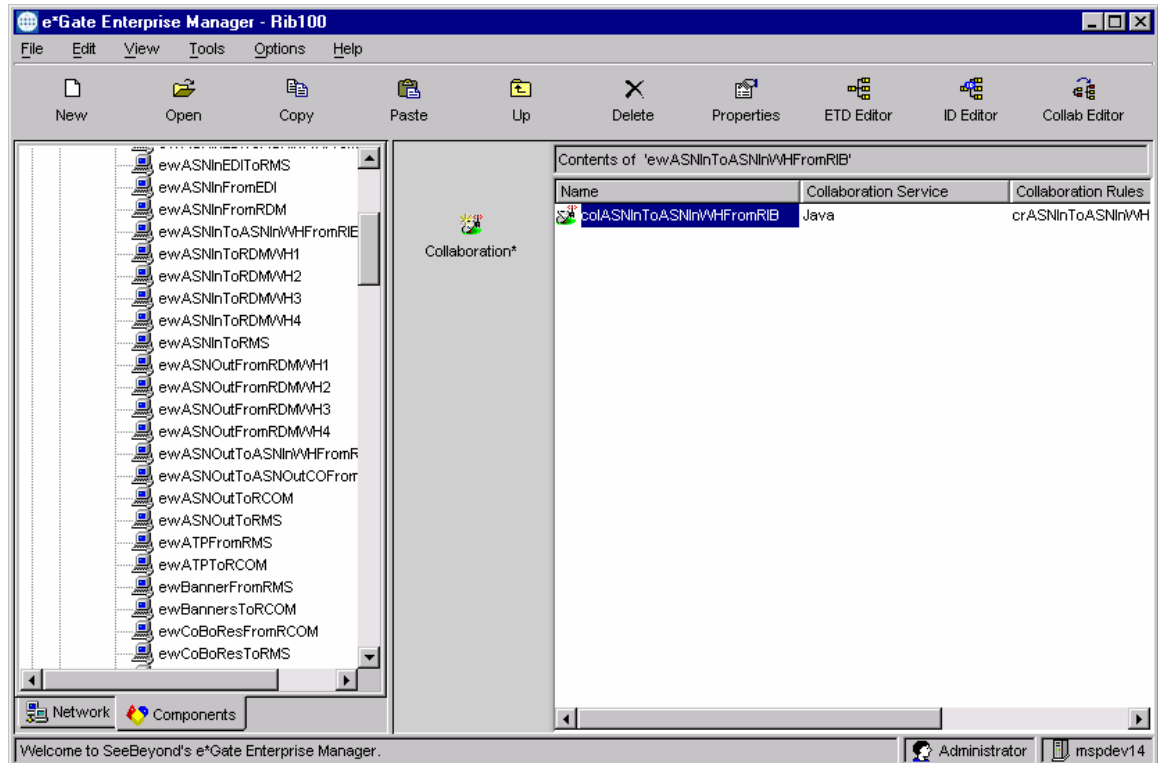 e*Gate Enterprise Manager - Rib100
File Edit View Tools Options Help
New Open Copy Paste Up Delete Properties ETD Editor ID Editor Collab Editor
ewASNInEDIToRMS
ewASNInFromEDI
ewASNInFromRDM
ewASNInToASNInWHFromRIB
ewASNInToRDMWH1
ewASNInToRDMWH2
ewASNInToRDMWH3
ewASNInToRDMWH4
ewASNInToRMS
ewASNOutFromRDMWH1
ewASNOutFromRDMWH2
ewASNOutFromRDMWH3
ewASNOutFromRDMWH4
ewASNOutToASNInWHFromR
ewASNOutToASNOutCOFrom
ewASNOutToRCOM
ewASNOutToRMS
ewATPFromRMS
ewATPToRCOM
ewBannerFromRMS
ewBannersToRCOM
ewCoBoResFromRCOM
ewCoBoResToRMS
Network Components
Collaboration*
Contents of 'ewASNInToASNInWHFromRIB'
Name Collaboration Service Collaboration Rules
colASNInToASNInWHFromRIB Java crASNInToASNInWH
Welcome to SeeBeyond's e*Gate Enterprise Manager. Administrator mspdev14